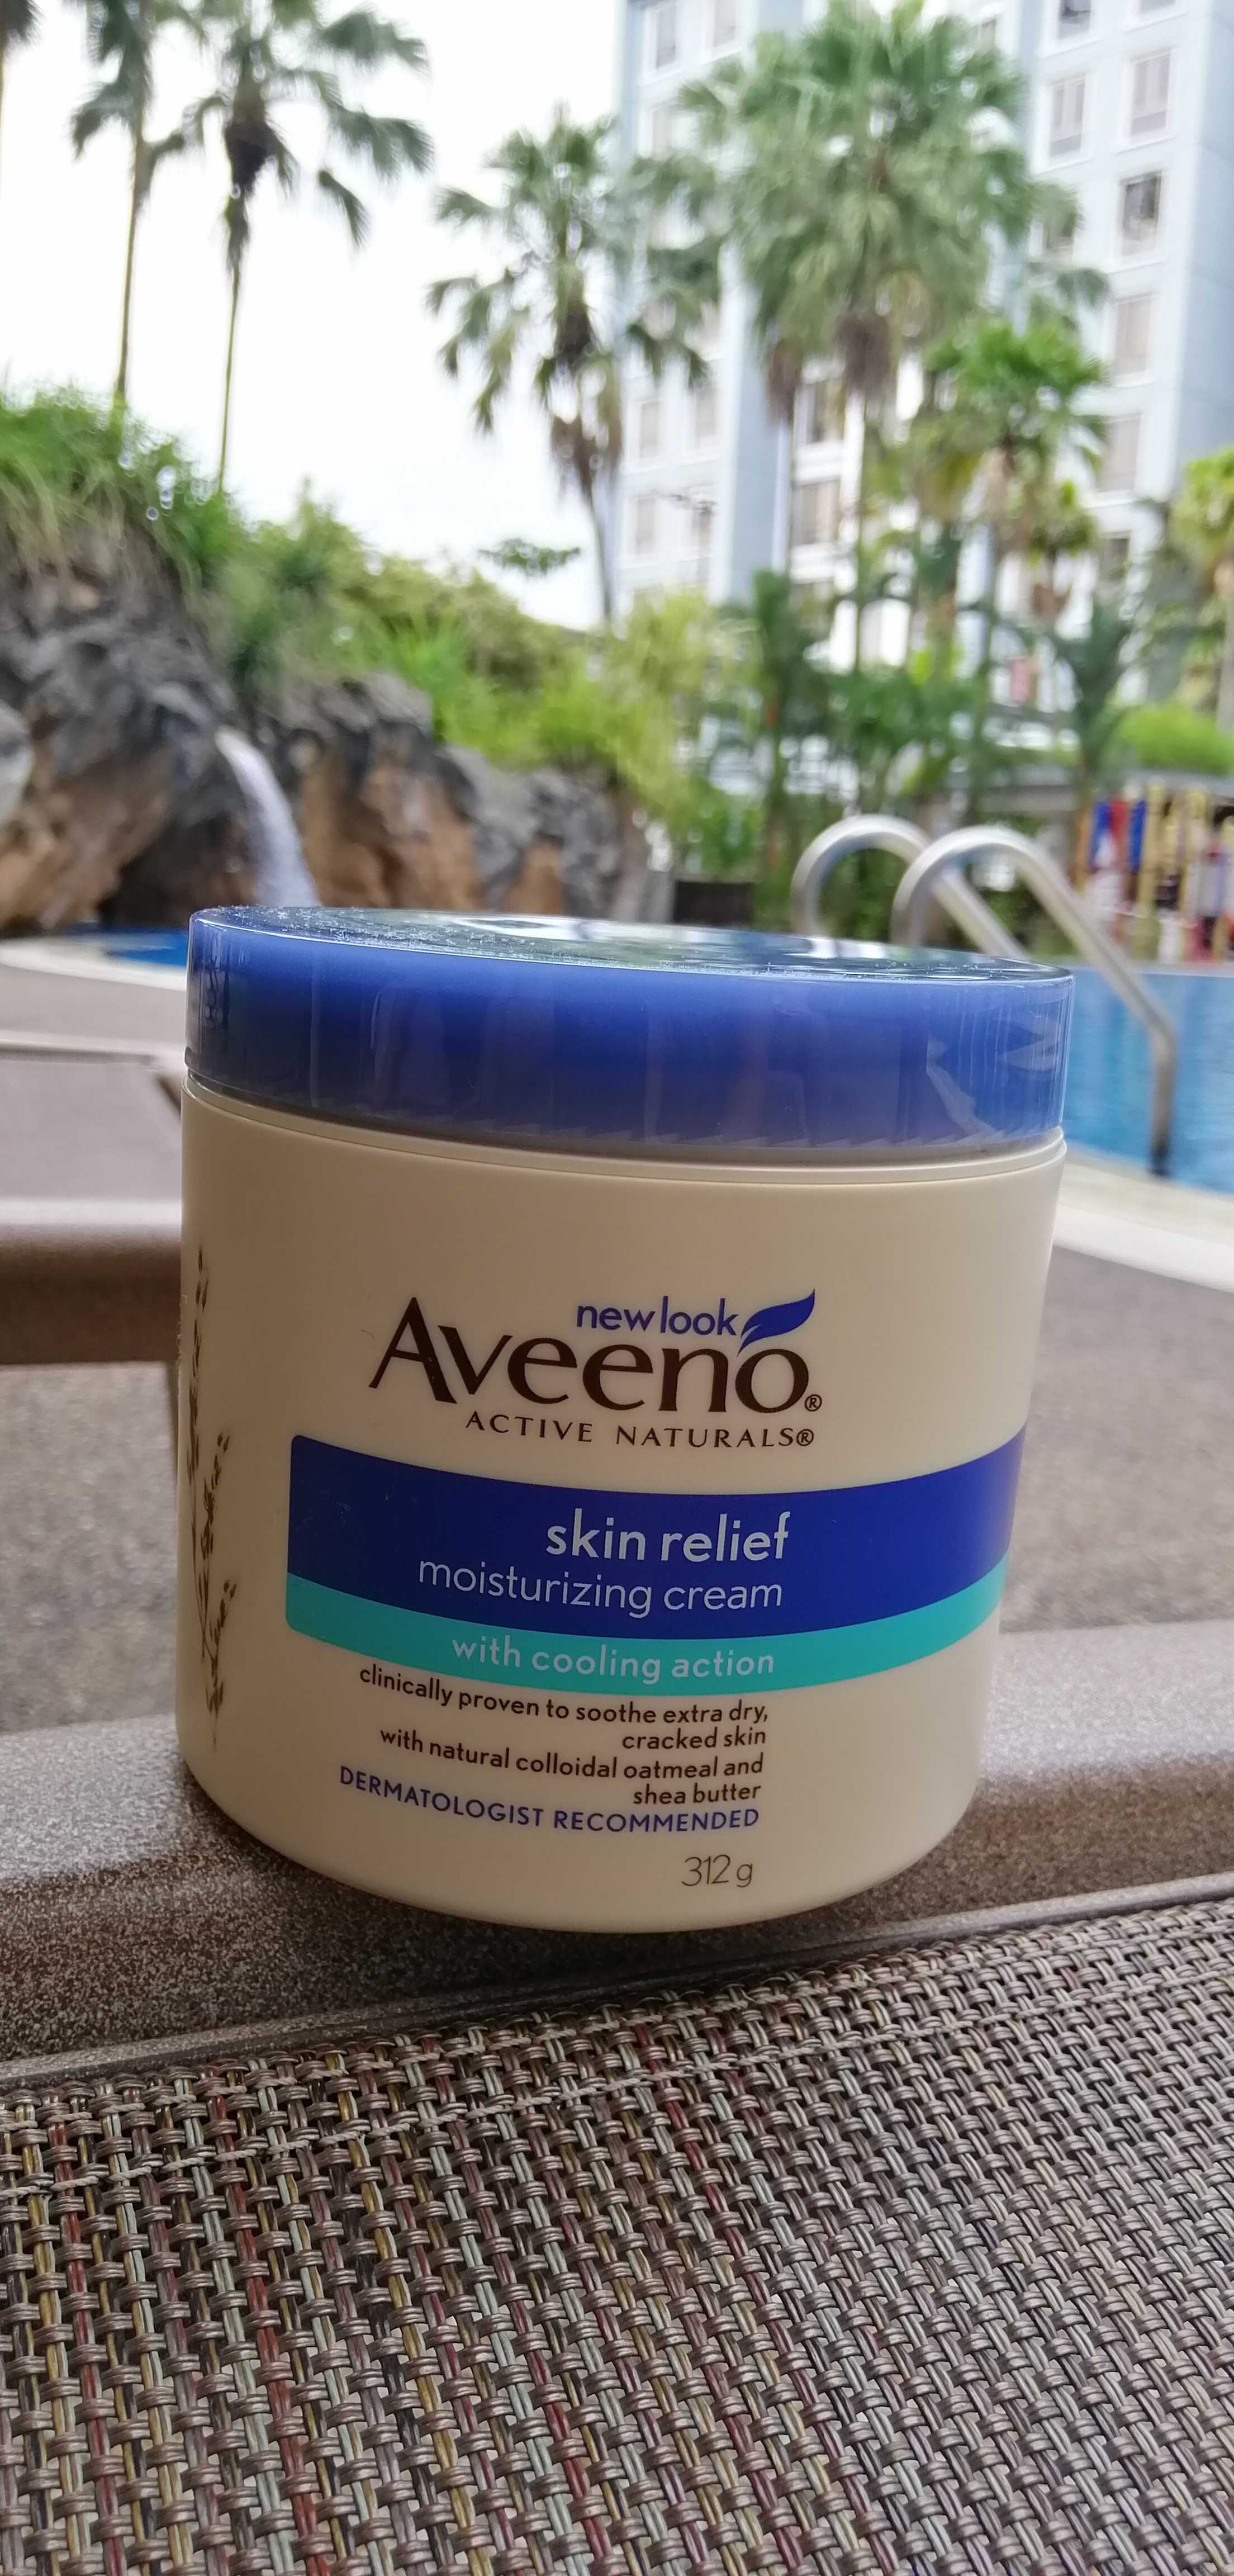 new look
AVeeno®
ACTIVE NATURALS®
skin relief
moisturizing cream
with cooling action
clinically proven to soothe extra dry,
cracked skin
with natural colloidal oatmeal and
shea butter
DERMATOLOGIST RECOMMENDED
312 g